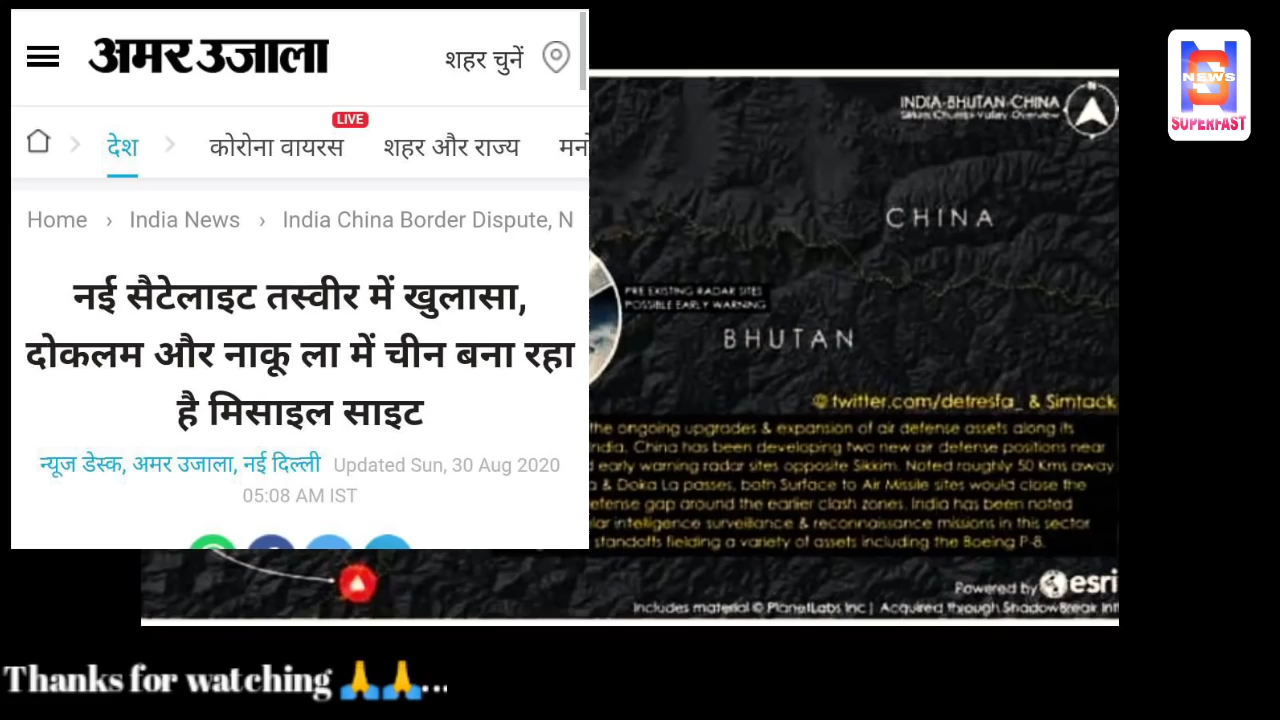 अमर उजाला
शहर चुनें
LIVE
देश
कोरोना वायरस
शहर और राज्य
Home › India News › India China Border Dispute, N
नई सैटेलाइट तस्वीर में खुलासा,
दोकलम और नाकू ला में चीन बना रहा
है मिसाइल साइट
न्यूज डेस्क, अमर उजाला, नई दिल्ली Updated Sun, 30 Aug 2020
05:08 AM IST
INDIA-BHUTAN-CHINA
Sikkim Chumbi Valley Overview
N
CHINA
PRE EXISTING RADAR SITES
POSSIBLE EARLY WARNING
BHUTAN
@ twitter.com/detresfa_ & Simtack
the ongoing upgrades & expansion of air defense assets along its
ndia. China has been developing two new air defense positions near
d early warning radar sites opposite Sikkim. Noted roughly 50 Kms away
a & Doka La passes, both Surface to Air Missile sites would close the
efense gap around the earlier clash zones. India has been noted
lar intelligence surveillance & reconnaissance missions in this sector
standoffs fielding a variety of assets including the Boeing P-8.
Powered by esri
Includes material © PlanetLabs Inc | Acquired through ShadowBreak Int
NEWS
SUPERFAST
Thanks for watching 🙏🙏...